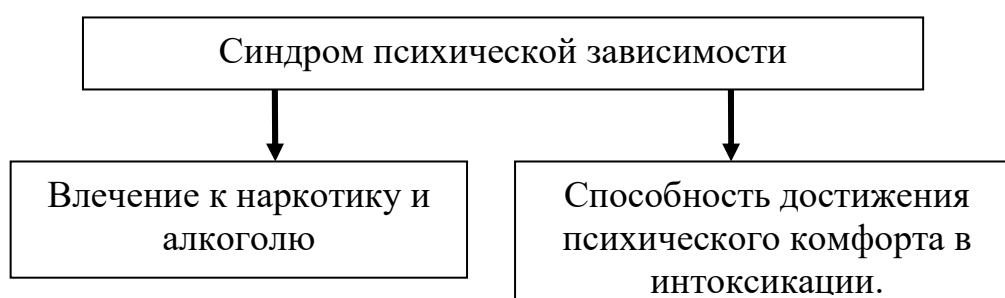 Синдром психической зависимости
Влечение к наркотику и
алкоголю
Способность достижения
психического комфорта в
интоксикации.